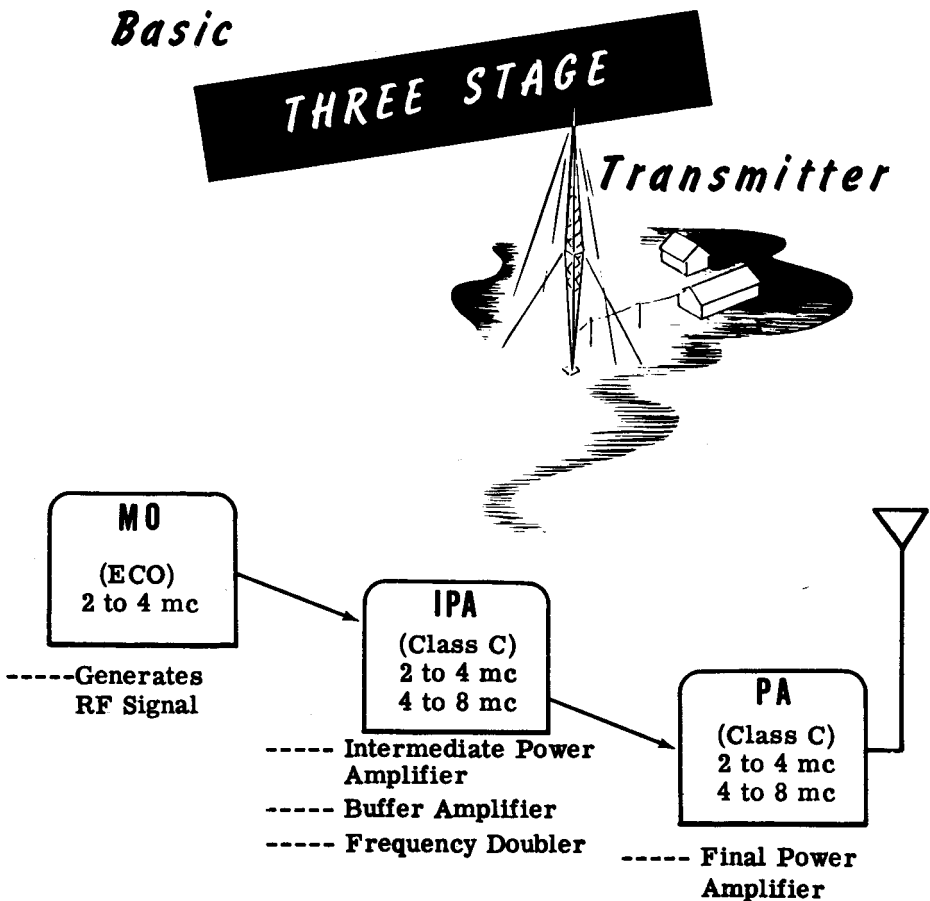 Basic
THREE STAGE
Transmitter
MO
(ECO)
2 to 4 mc
-----Generates
RF Signal
IPA
(Class C)
2 to 4 mc
4 to 8 mc
----- Intermediate Power
Amplifier
----- Buffer Amplifier
----- Frequency Doubler
PA
(Class C)
2 to 4 mc
4 to 8 mc
----- Final Power
Amplifier